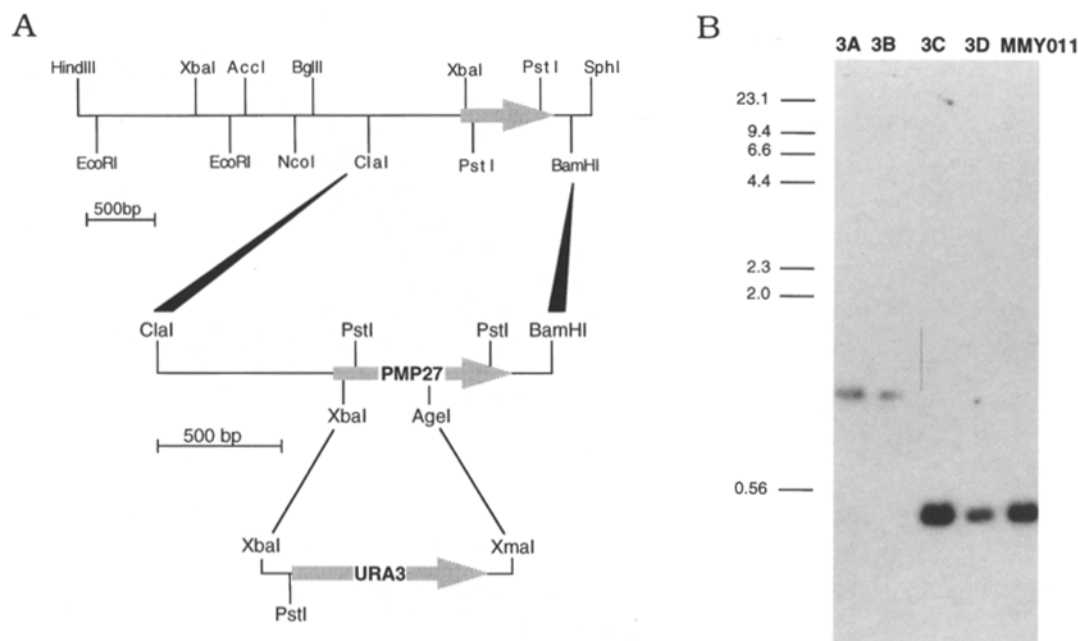 A
HindIII XbaI AccI BglII XbaI Pst I SphI
EcoRI EcoRI NcoI ClaI Pst I BamHI
500bp
ClaI PstI PstI BamHI
PMP27
XbaI AgeI
500 bp
XbaI XmaI
URA3
PstI
B
3A 3B 3C 3D MMY011
23.1
9.4
6.6
4.4
2.3
2.0
0.56